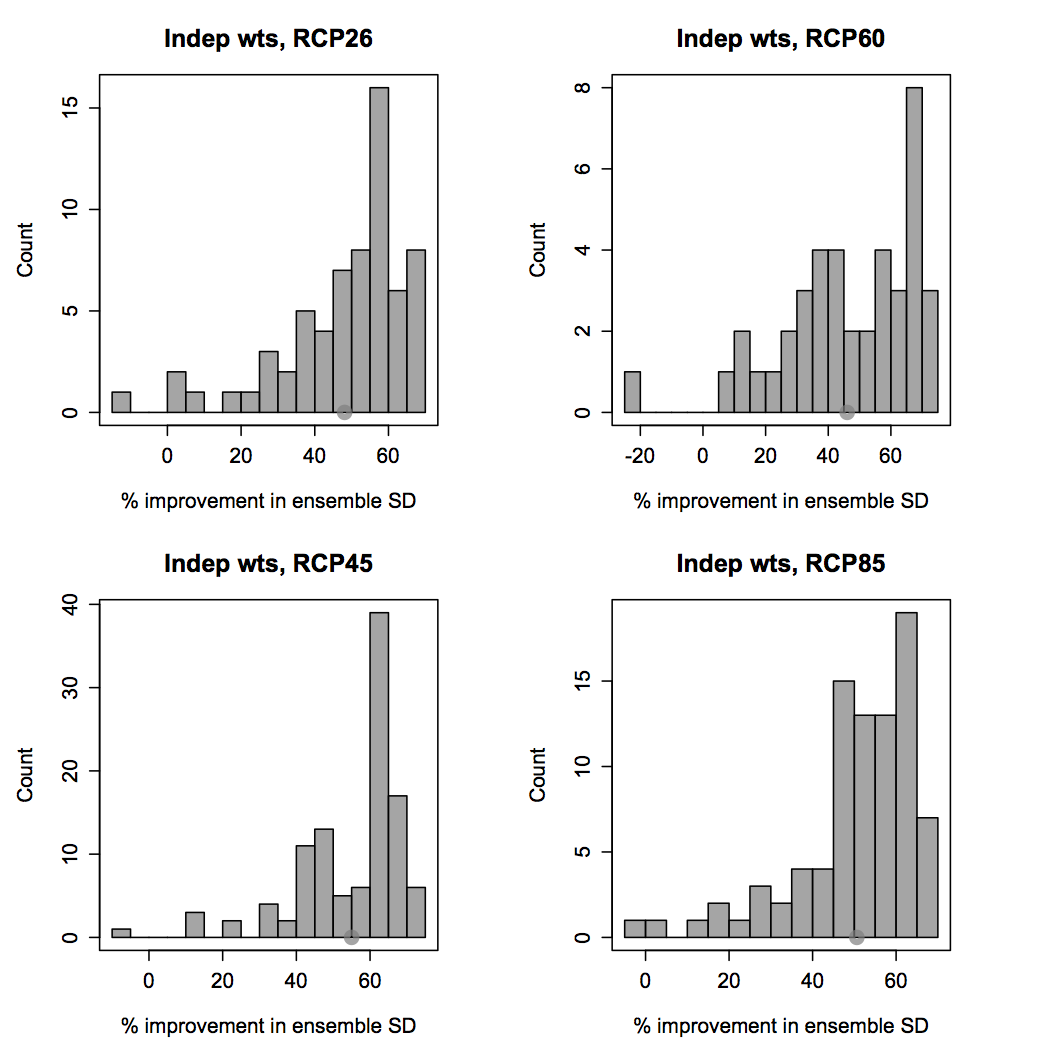 Indep wts, RCP26
Count
0
5
10
15
0 20 40 60
% improvement in ensemble SD
Indep wts, RCP60
Count
0
2
4
6
8
-20 0 20 40 60
% improvement in ensemble SD
Indep wts, RCP45
Count
0
10
20
30
40
0 20 40 60
% improvement in ensemble SD
Indep wts, RCP85
Count
0
5
10
15
0 20 40 60
% improvement in ensemble SD